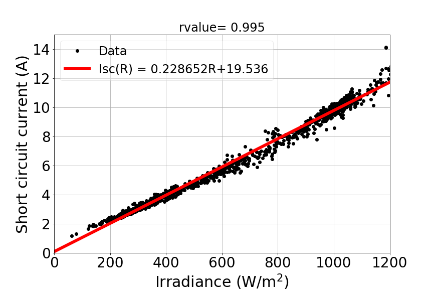 rvalue= 0.995
14
12
10
8
6
4
2
0
Short circuit current (A)
Data
Isc(R) = 0.228652R+19.536
0 200 400 600 800 1000 1200
Irradiance (W/m²)